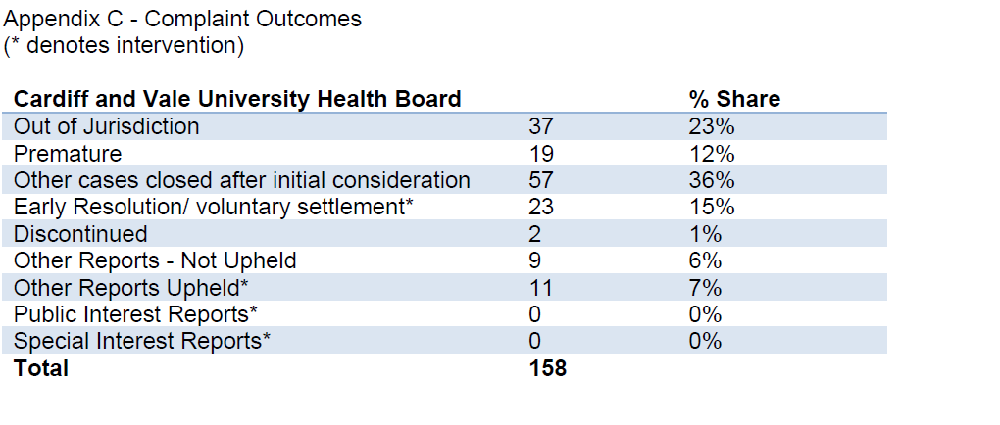 Appendix C - Complaint Outcomes
(* denotes intervention)
Cardiff and Vale University Health Board % Share
Out of Jurisdiction 37 23%
Premature 19 12%
Other cases closed after initial consideration 57 36%
Early Resolution/ voluntary settlement* 23 15%
Discontinued 2 1%
Other Reports - Not Upheld 9 6%
Other Reports Upheld* 11 7%
Public Interest Reports* 0 0%
Special Interest Reports* 0 0%
Total 158